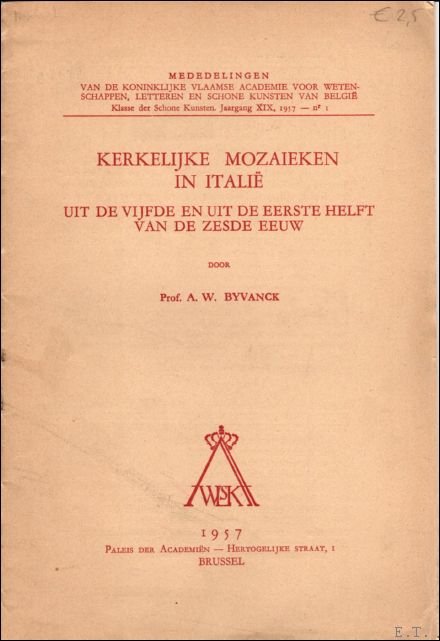 € 2,5
MEDEDELINGEN
VAN DE KONINKLIJKE VLAAMSE ACADEMIE VOOR WETEN-
SCHAPPEN, LETTEREN EN SCHONE KUNSTEN VAN BELGIË
Klasse der Schone Kunsten. Jaargang XIX, 1957 — nr 1
KERKELIJKE MOZAIEKEN
IN ITALIË
UIT DE VIJFDE EN UIT DE EERSTE HELFT
VAN DE ZESDE EEUW
DOOR
Prof. A. W. BYVANCK
1957
PALEIS DER ACADEMIËN — HERTOGELIJKE STRAAT, 1
BRUSSEL
E.T.